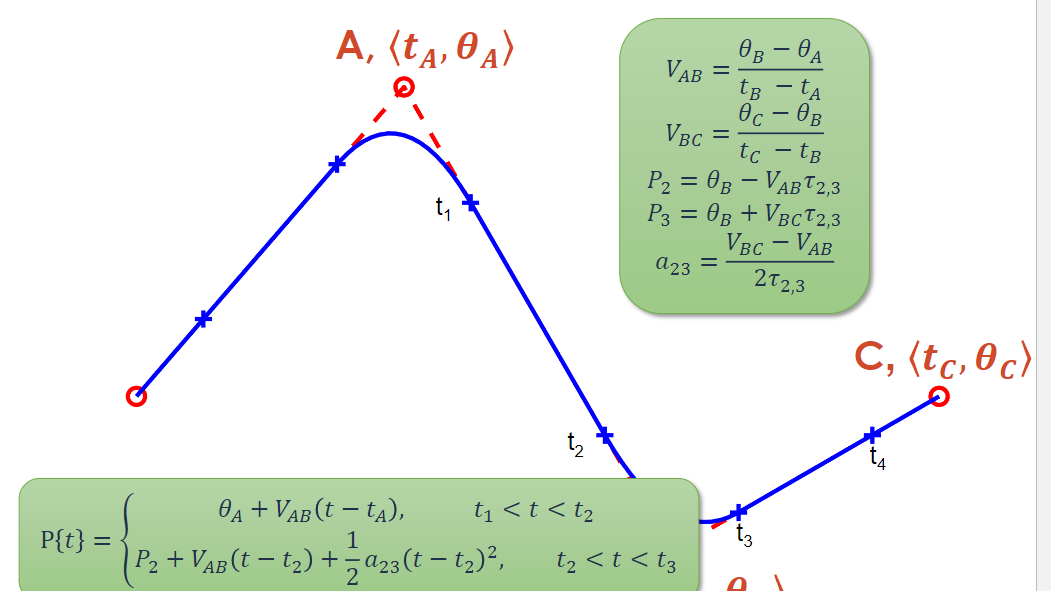 A, ⟨t_A, θ_A⟩
V_AB = (θ_B − θ_A)/(t_B − t_A)
V_BC = (θ_C − θ_B)/(t_C − t_B)
P_2 = θ_B − V_AB τ_2,3
P_3 = θ_B + V_BC τ_2,3
a_23 = (V_BC − V_AB)/(2τ_2,3)
t_1
C, ⟨t_C, θ_C⟩
t_2
t_4
t_3
P{t} = { θ_A + V_AB(t − t_A), t_1 < t < t_2
P_2 + V_AB(t − t_2) + 1/2 a_23(t − t_2)^2, t_2 < t < t_3